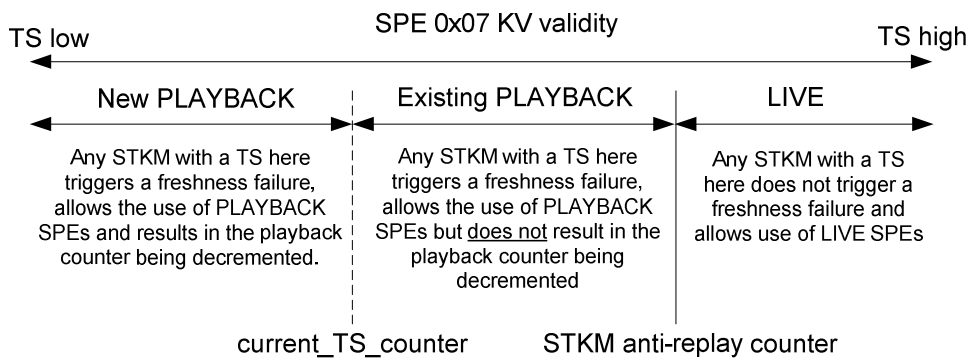 SPE 0x07 KV validity
TS low
TS high
New PLAYBACK
Existing PLAYBACK
LIVE
Any STKM with a TS here
triggers a freshness failure,
allows the use of PLAYBACK
SPEs and results in the playback
counter being decremented.
Any STKM with a TS here
triggers a freshness failure,
allows the use of PLAYBACK
SPEs but does not result in the
playback counter being
decremented
Any STKM with a TS
here does not trigger a
freshness failure and
allows use of LIVE SPEs
current_TS_counter
STKM anti-replay counter